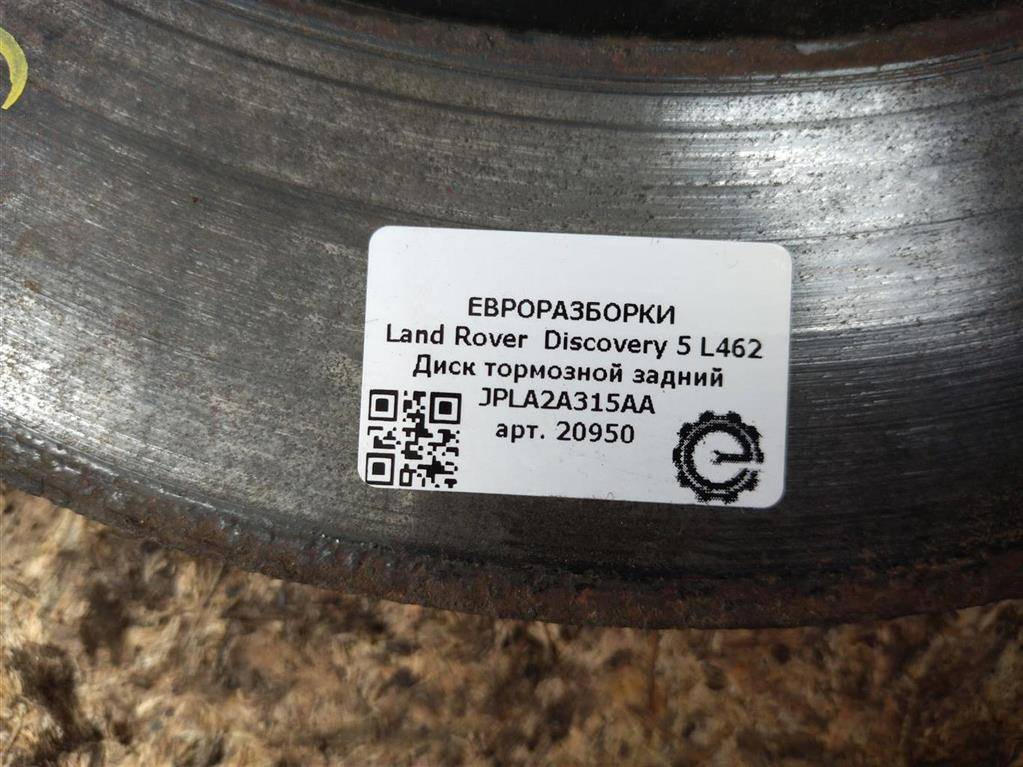 ЕВРОРАЗБОРКИ
Land Rover Discovery 5 L462
Диск тормозной задний
JPLA2A315AA
арт. 20950